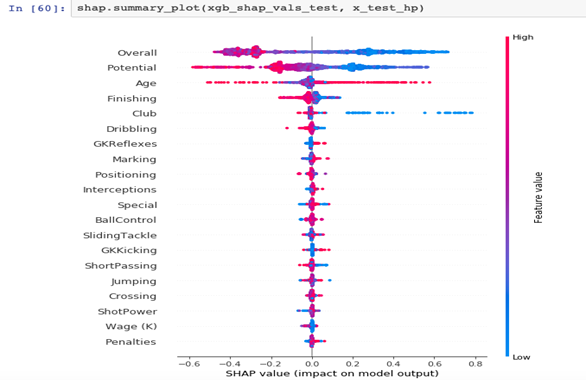 In [60]: shap.summary_plot(xgb_shap_vals_test, x_test_hp)
High
Overall
Potential
Age
Finishing
Club
Dribbling
GKReflexes
Marking
Positioning
Interceptions
Special
BallControl
SlidingTackle
GKKicking
ShortPassing
Jumping
Crossing
ShotPower
Wage (K)
Penalties
Feature value
Low
−0.6 −0.4 −0.2 0.0 0.2 0.4 0.6 0.8
SHAP value (impact on model output)